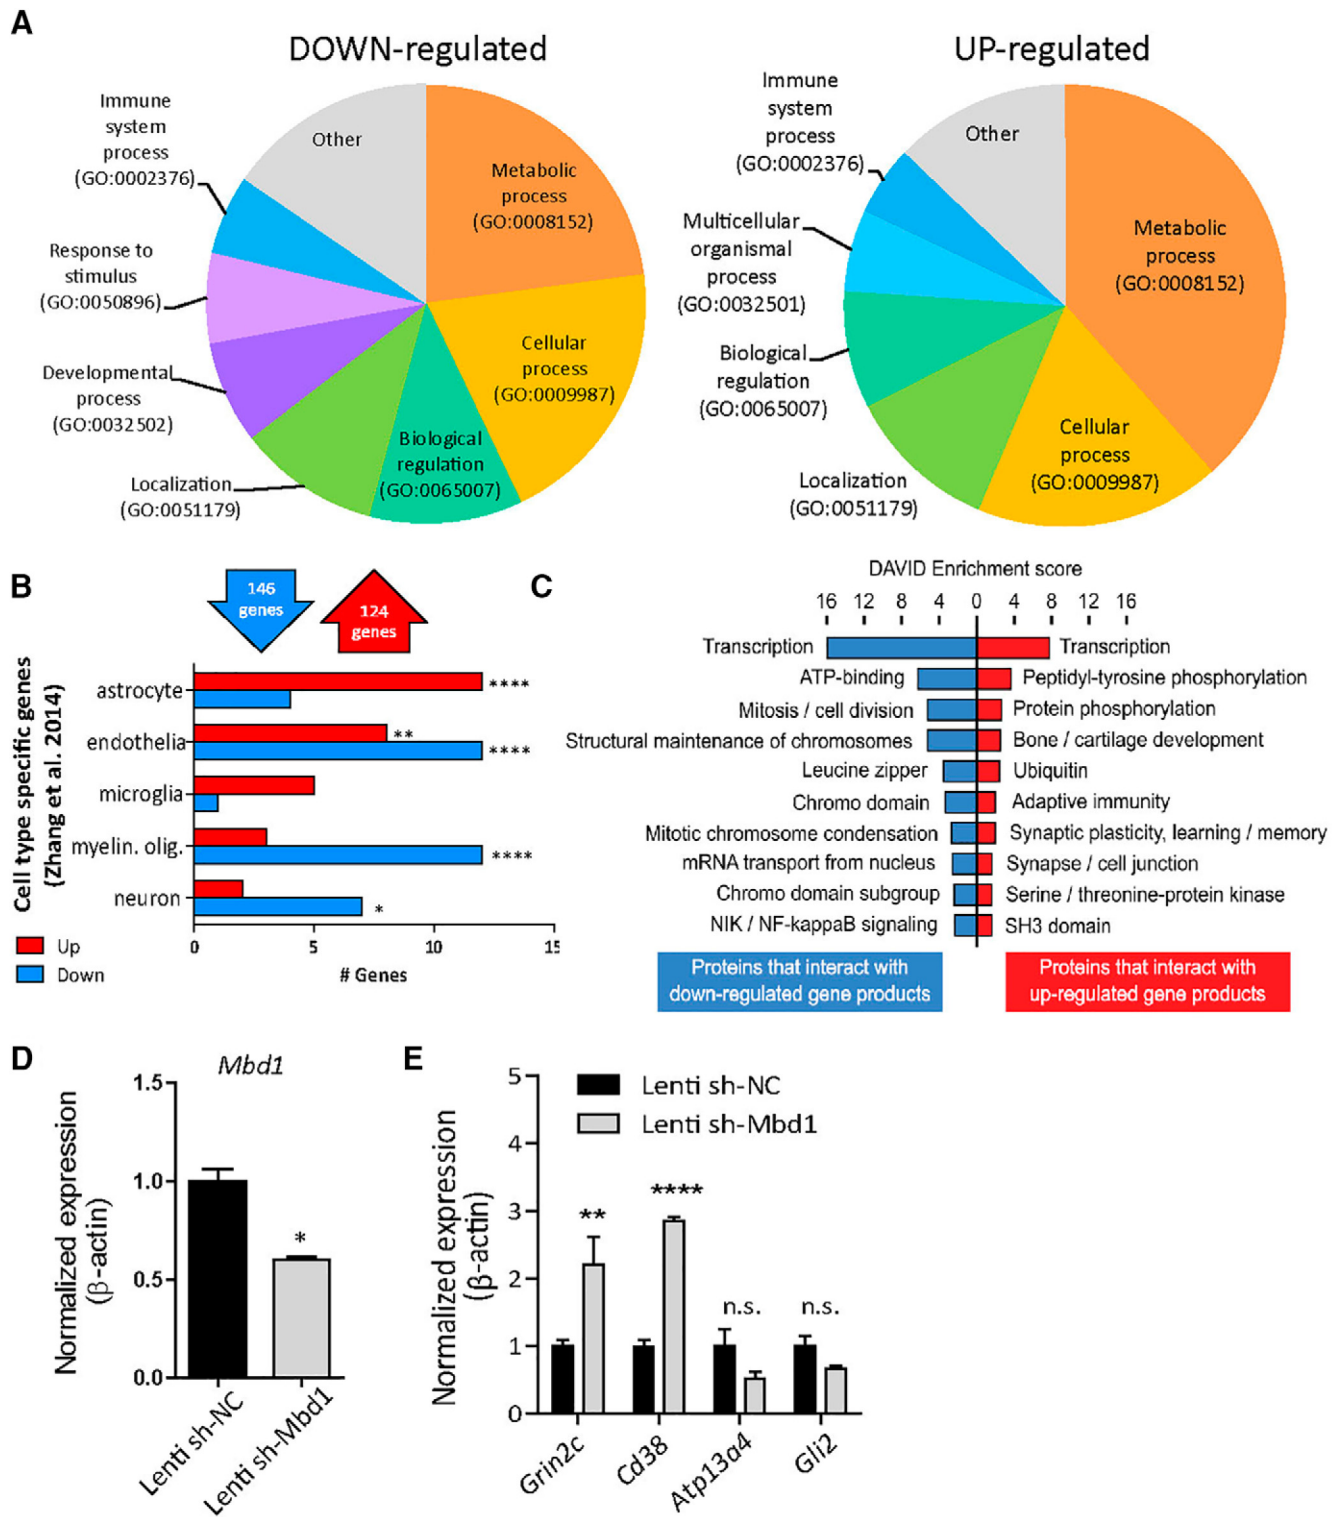 A
DOWN-regulated
Immune
system
process
(GO:0002376)
Response to
stimulus
(GO:0050896)
Developmental
process
(GO:0032502)
Localization
(GO:0051179)
Other
Metabolic
process
(GO:0008152)
Cellular
process
(GO:0009987)
Biological
regulation
(GO:0065007)
UP-regulated
Immune
system
process
(GO:0002376)
Multicellular
organismal
process
(GO:0032501)
Biological
regulation
(GO:0065007)
Localization
(GO:0051179)
Other
Metabolic
process
(GO:0008152)
Cellular
process
(GO:0009987)
B
146
genes
124
genes
Cell type specific genes
(Zhang et al. 2014)
astrocyte
****
endothelia
**
****
microglia
myelin. olig.
****
neuron
*
0 5 10 15
# Genes
Up
Down
C
DAVID Enrichment score
16 12 8 4 0 4 8 12 16
Transcription Transcription
ATP-binding Peptidyl-tyrosine phosphorylation
Mitosis / cell division Protein phosphorylation
Structural maintenance of chromosomes Bone / cartilage development
Leucine zipper Ubiquitin
Chromo domain Adaptive immunity
Mitotic chromosome condensation Synaptic plasticity, learning / memory
mRNA transport from nucleus Synapse / cell junction
Chromo domain subgroup Serine / threonine-protein kinase
NIK / NF-kappaB signaling SH3 domain
Proteins that interact with
down-regulated gene products
Proteins that interact with
up-regulated gene products
D
Mbd1
Normalized expression
(β-actin)
1.5
1.0
0.5
0.0
*
Lenti sh-NC
Lenti sh-Mbd1
E
Normalized expression
(β-actin)
5
4
3
2
1
0
Lenti sh-NC
Lenti sh-Mbd1
**
****
n.s.
n.s.
Grin2c
Cd38
Atp13a4
Gli2